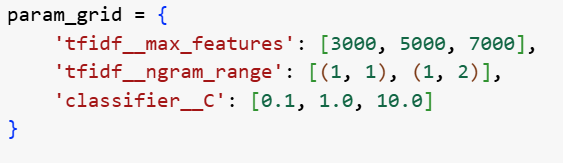 param_grid = {
    'tfidf__max_features': [3000, 5000, 7000],
    'tfidf__ngram_range': [(1, 1), (1, 2)],
    'classifier__C': [0.1, 1.0, 10.0]
}